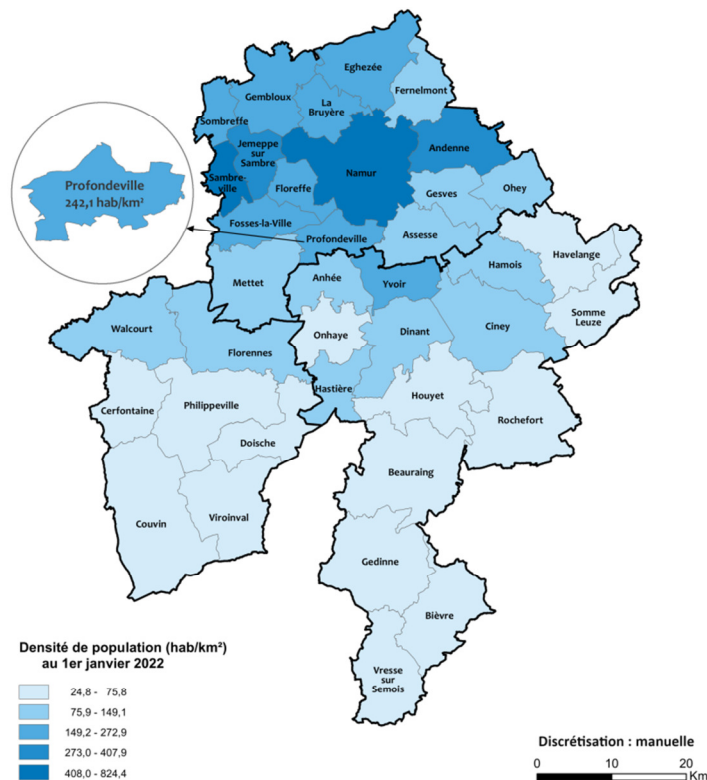 Eghezée
Gembloux
Fernelmont
La
Bruyère
Sombreffe
Jemeppe
sur
Sambre
Andenne
Profondeville
242,1 hab/km²
Sambre-
ville
Floreffe
Namur
Gesves
Ohey
Fosses-la-Ville
Profondeville
Assesse
Havelange
Hamois
Mettet
Anhée
Yvoir
Somme
Leuze
Walcourt
Onhaye
Dinant
Ciney
Florennes
Hastière
Houyet
Cerfontaine
Philippeville
Rochefort
Doische
Beauraing
Couvin
Viroinval
Gedinne
Bièvre
Vresse
sur
Semois
Densité de population (hab/km²)
au 1er janvier 2022
24,8 - 75,8
75,9 - 149,1
149,2 - 272,9
273,0 - 407,9
408,0 - 824,4
Discrétisation : manuelle
0 10 20
Km